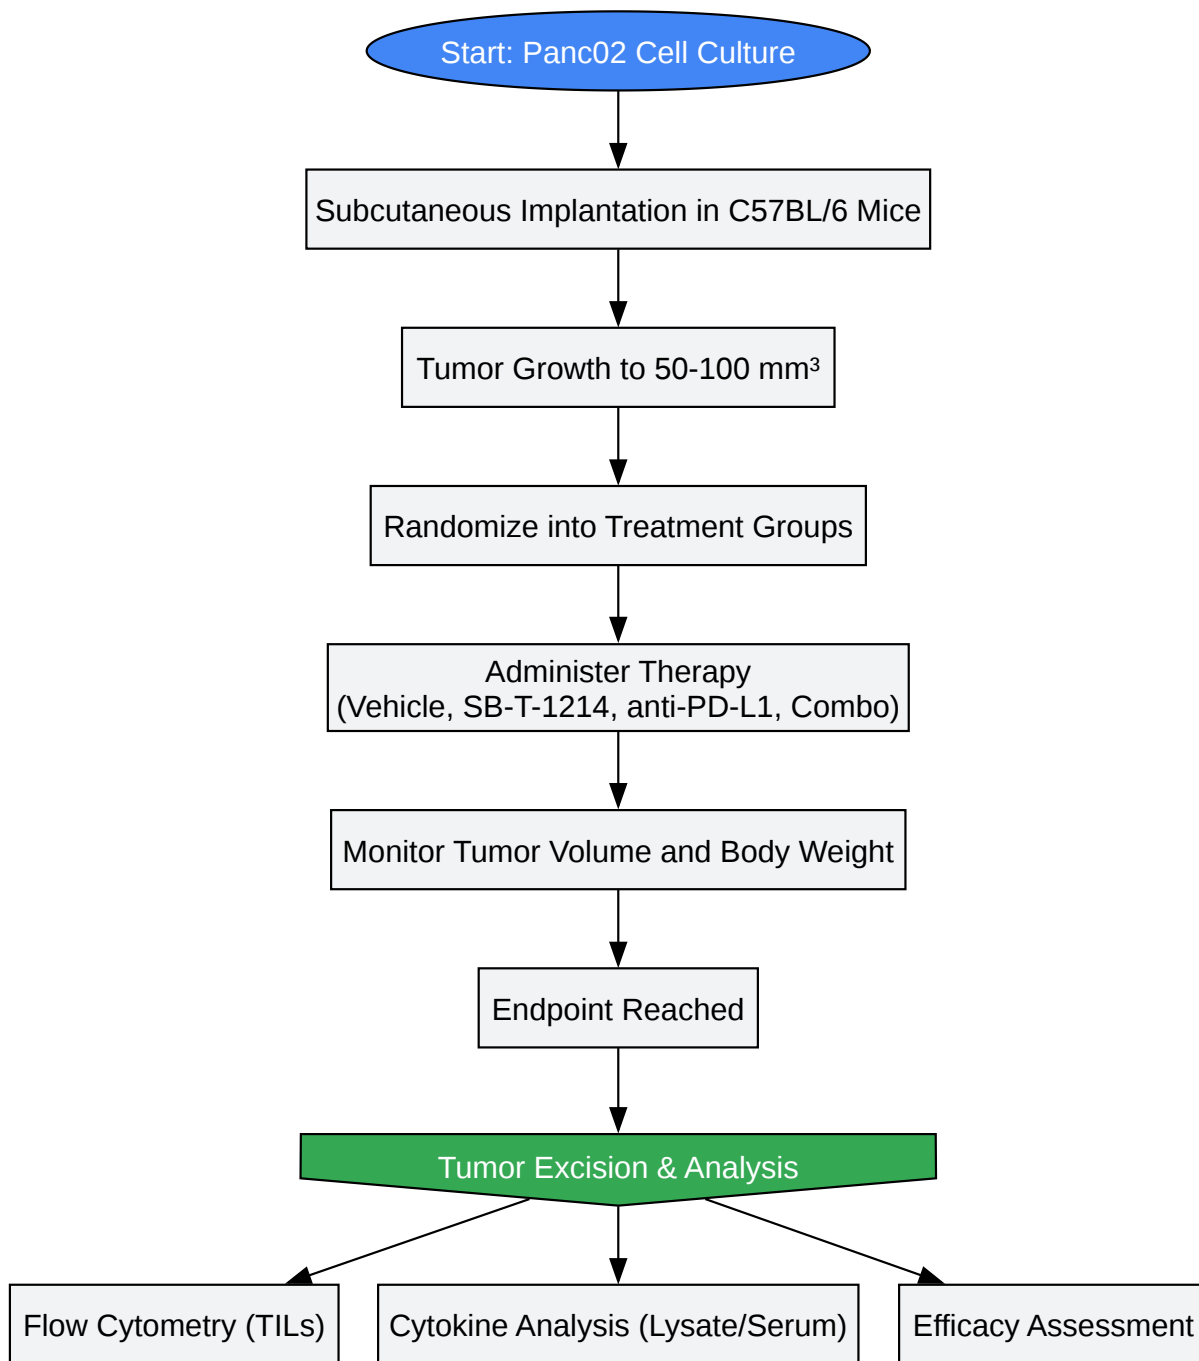 Start: Panc02 Cell Culture
Subcutaneous Implantation in C57BL/6 Mice
Tumor Growth to 50-100 mm³
Randomize into Treatment Groups
Administer Therapy
(Vehicle, SB-T-1214, anti-PD-L1, Combo)
Monitor Tumor Volume and Body Weight
Endpoint Reached
Tumor Excision & Analysis
Flow Cytometry (TILs)
Cytokine Analysis (Lysate/Serum)
Efficacy Assessment